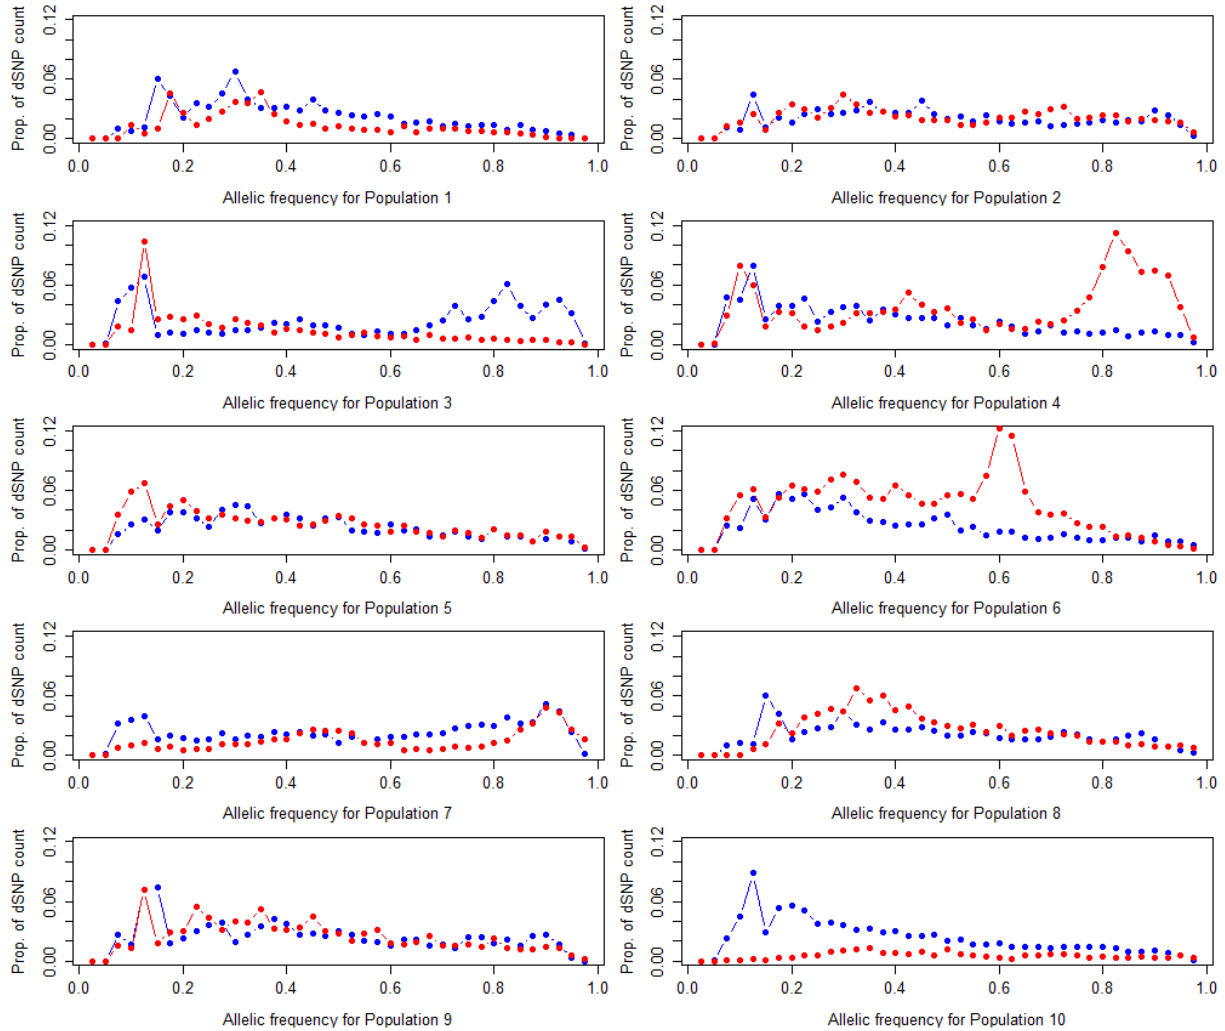 Prop. of dSNP count
0.00 0.06 0.12
0.0 0.2 0.4 0.6 0.8 1.0
Allelic frequency for Population 1
Prop. of dSNP count
0.00 0.06 0.12
0.0 0.2 0.4 0.6 0.8 1.0
Allelic frequency for Population 2
Prop. of dSNP count
0.00 0.06 0.12
0.0 0.2 0.4 0.6 0.8 1.0
Allelic frequency for Population 3
Prop. of dSNP count
0.00 0.06 0.12
0.0 0.2 0.4 0.6 0.8 1.0
Allelic frequency for Population 4
Prop. of dSNP count
0.00 0.06 0.12
0.0 0.2 0.4 0.6 0.8 1.0
Allelic frequency for Population 5
Prop. of dSNP count
0.00 0.06 0.12
0.0 0.2 0.4 0.6 0.8 1.0
Allelic frequency for Population 6
Prop. of dSNP count
0.00 0.06 0.12
0.0 0.2 0.4 0.6 0.8 1.0
Allelic frequency for Population 7
Prop. of dSNP count
0.00 0.06 0.12
0.0 0.2 0.4 0.6 0.8 1.0
Allelic frequency for Population 8
Prop. of dSNP count
0.00 0.06 0.12
0.0 0.2 0.4 0.6 0.8 1.0
Allelic frequency for Population 9
Prop. of dSNP count
0.00 0.06 0.12
0.0 0.2 0.4 0.6 0.8 1.0
Allelic frequency for Population 10